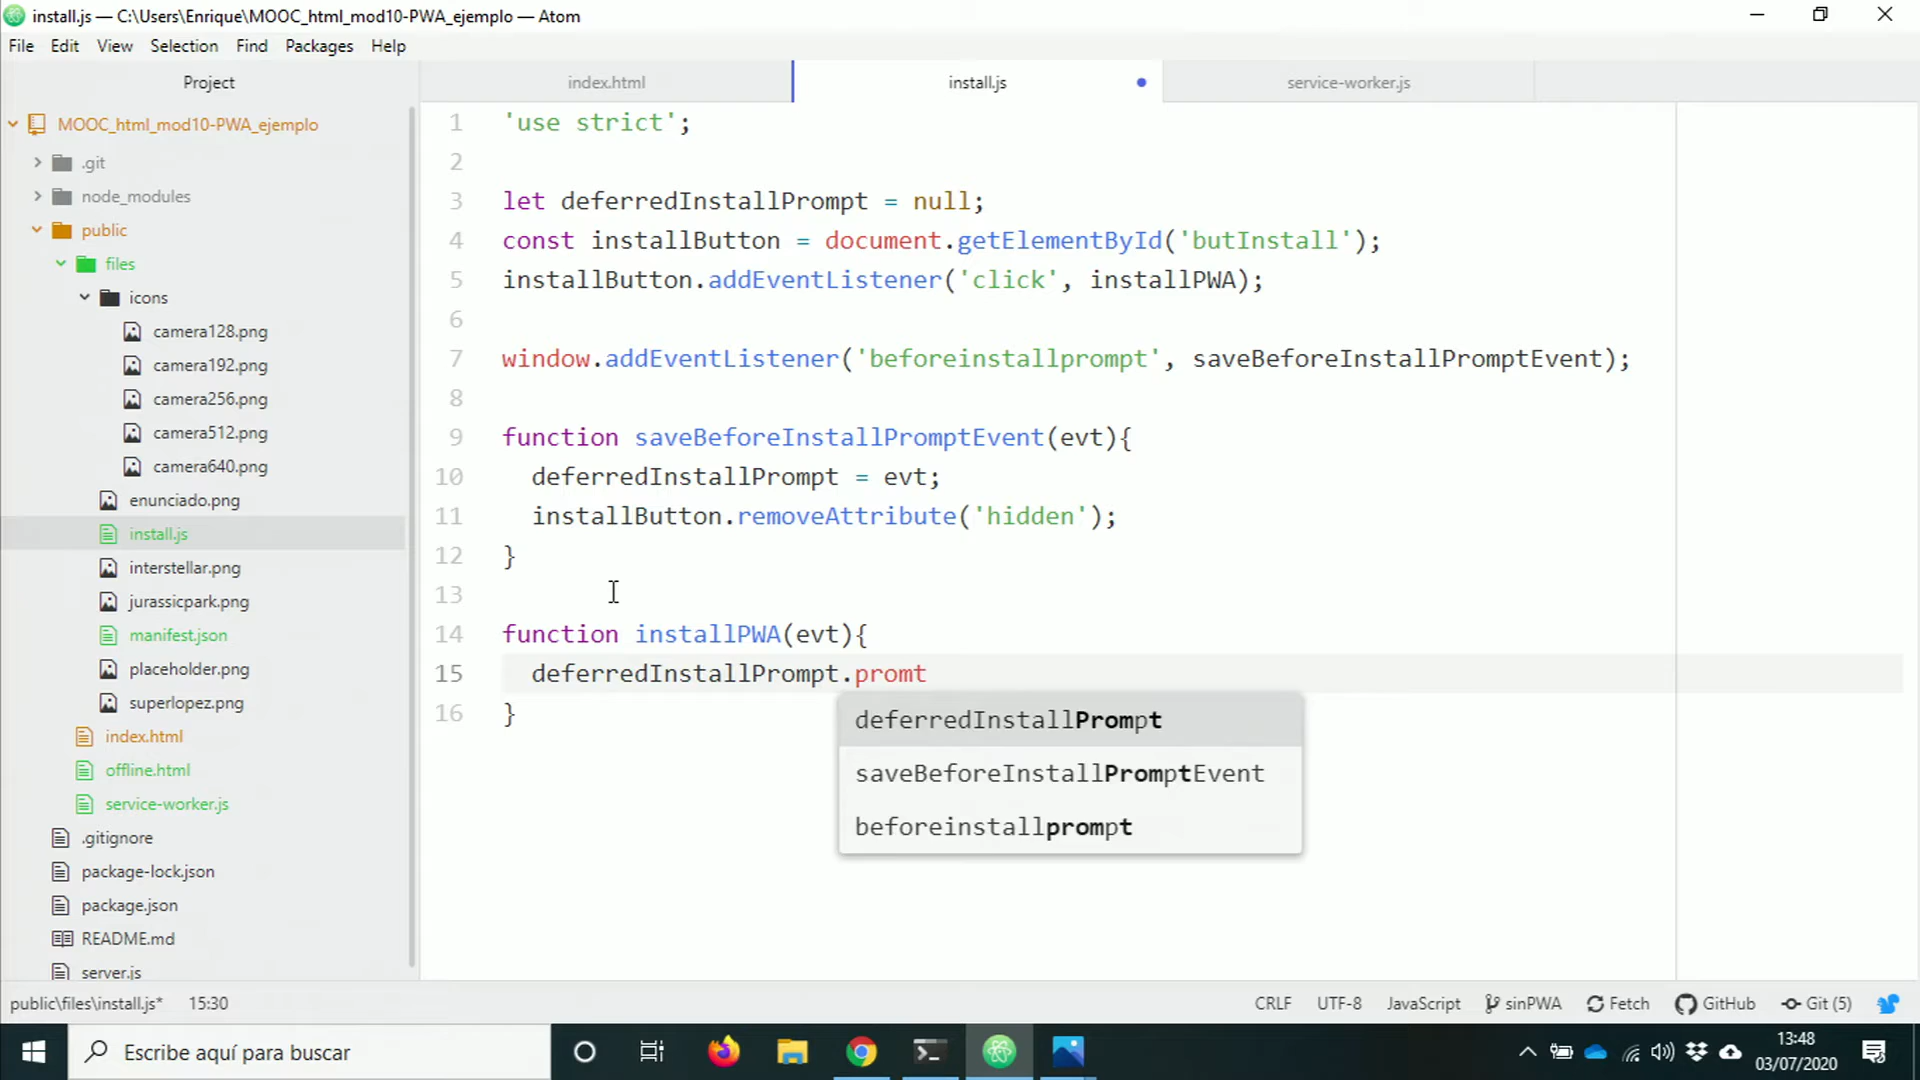 install.js — C:\Users\Enrique\MOOC_html_mod10-PWA_ejemplo — Atom
File Edit View Selection Find Packages Help
Project
index.html
install.js
service-worker.js
MOOC_html_mod10-PWA_ejemplo
.git
node_modules
public
files
icons
camera128.png
camera192.png
camera256.png
camera512.png
camera640.png
enunciado.png
install.js
interstellar.png
jurassicpark.png
manifest.json
placeholder.png
superlopez.png
index.html
offline.html
service-worker.js
.gitignore
package-lock.json
package.json
README.md
server.js
1 'use strict';
2
3 let deferredInstallPrompt = null;
4 const installButton = document.getElementById('butInstall');
5 installButton.addEventListener('click', installPWA);
6
7 window.addEventListener('beforeinstallprompt', saveBeforeInstallPromptEvent);
8
9 function saveBeforeInstallPromptEvent(evt){
10 deferredInstallPrompt = evt;
11 installButton.removeAttribute('hidden');
12 }
13
14 function installPWA(evt){
15 deferredInstallPrompt.promt
16 }
deferredInstallPrompt
saveBeforeInstallPromptEvent
beforeinstallprompt
public\files\install.js* 15:30
CRLF UTF-8 JavaScript sinPWA Fetch GitHub Git (5)
Escribe aquí para buscar
13:48
03/07/2020